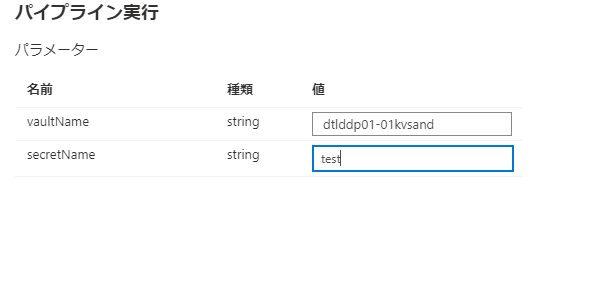 パイプライン実行
パラメーター
名前 種類 値
vaultName string dtlddp01-01kvsand
secretName string test